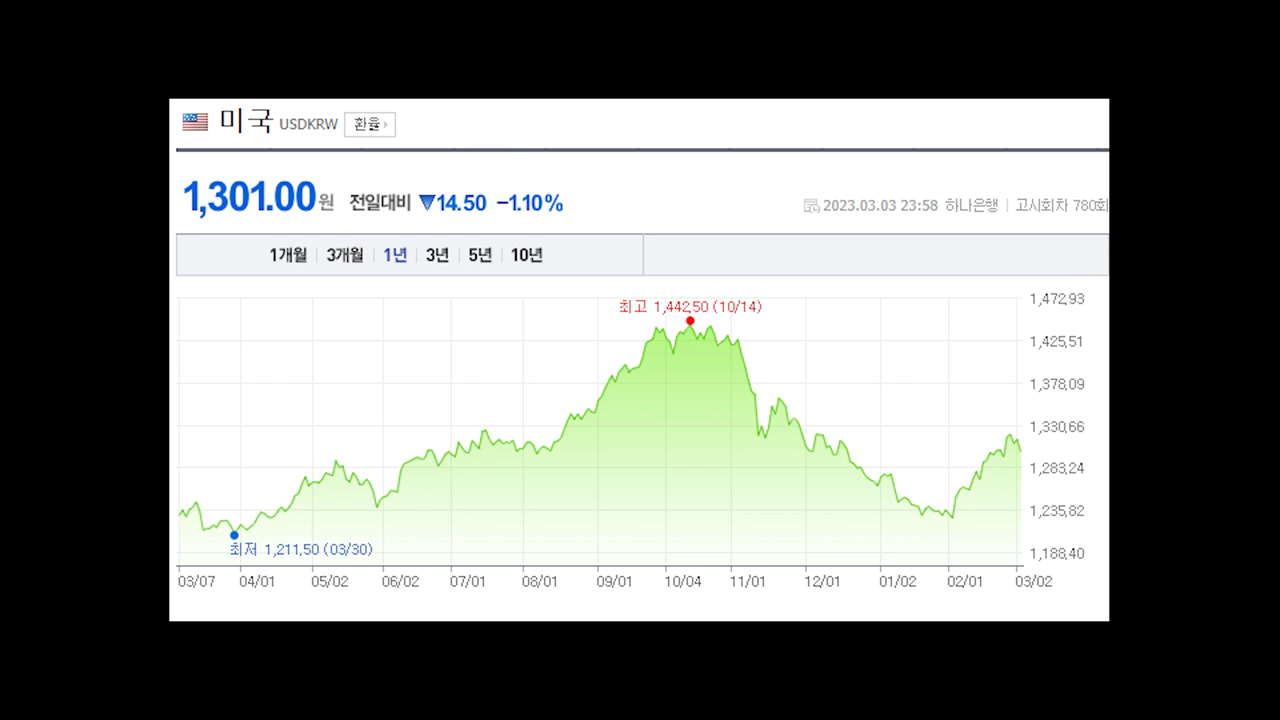 미국 USDKRW 환율
1,301.00원 전일대비 ▼14.50 -1.10%
2023.03.03 23:58 하나은행 고시회차 780회
1개월 3개월 1년 3년 5년 10년
최고 1,442.50 (10/14)
1,472.93
1,425.51
1,378.09
1,330.66
1,283.24
1,235.82
1,188.40
최저 1,211.50 (03/30)
03/07 04/01 05/02 06/02 07/01 08/01 09/01 10/04 11/01 12/01 01/02 02/01 03/02